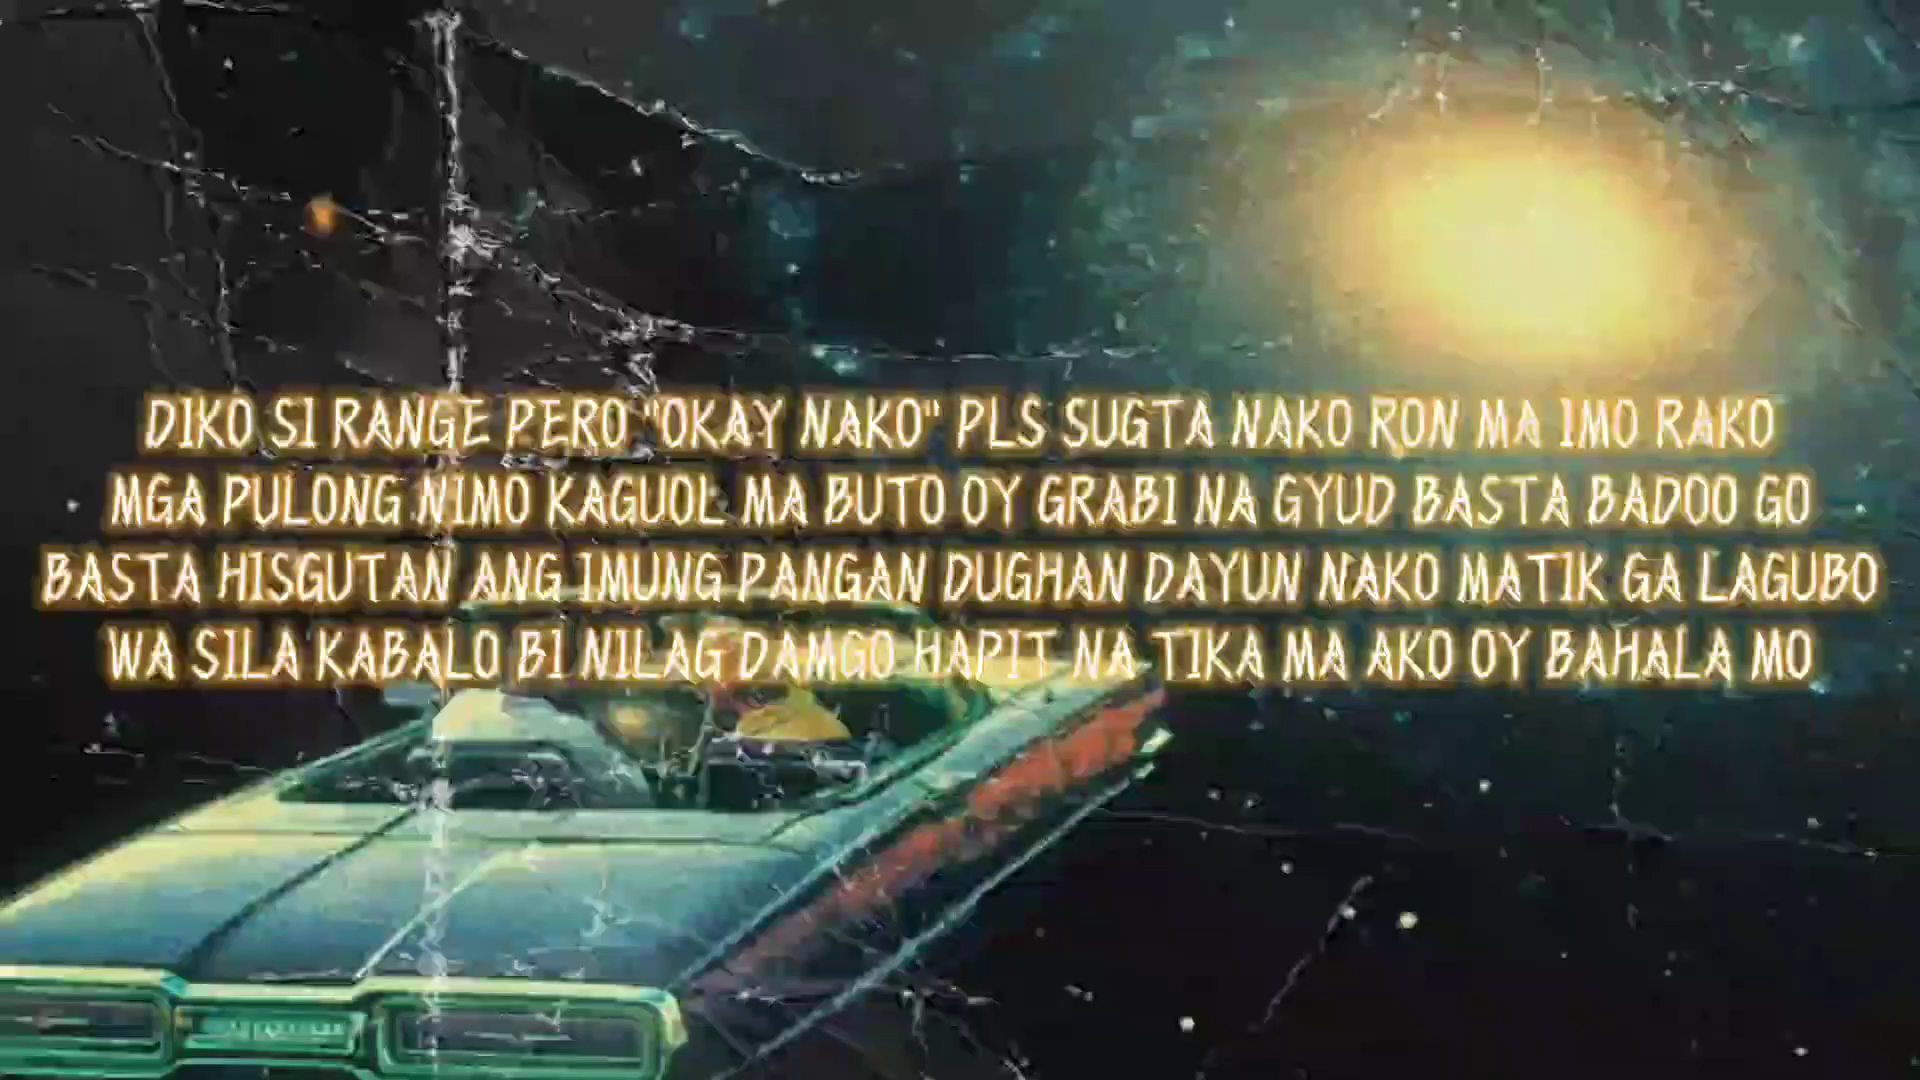 DIKO SI RANGE PERO "OKAY NAKO" PLS SUGTA NAKO RON MA IMO RAKO
MGA PULONG NIMO KAGUOL MA BUTO OY GRABI NA GYUD BASTA BADOO GO
BASTA HISGUTAN ANG IMUNG PANGAN DUGHAN DAYUN NAKO MATIK GA LAGUBO
WA SILA KABALO BI NILAG DAMGO HAPIT NA TIKA MA AKO OY BAHALA MO